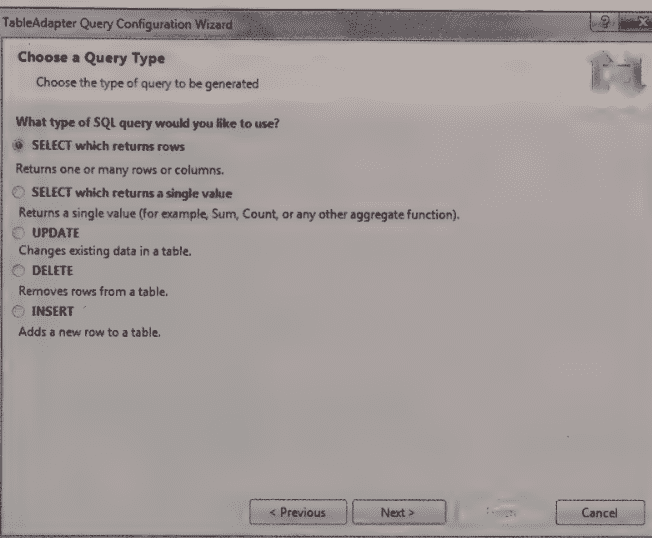 TableAdapter Query Configuration Wizard
Choose a Query Type
Choose the type of query to be generated
What type of SQL query would you like to use?
SELECT which returns rows
Returns one or many rows or columns.
SELECT which returns a single value
Returns a single value (for example, Sum, Count, or any other aggregate function).
UPDATE
Changes existing data in a table.
DELETE
Removes rows from a table.
INSERT
Adds a new row to a table.
< Previous
Next >
Cancel